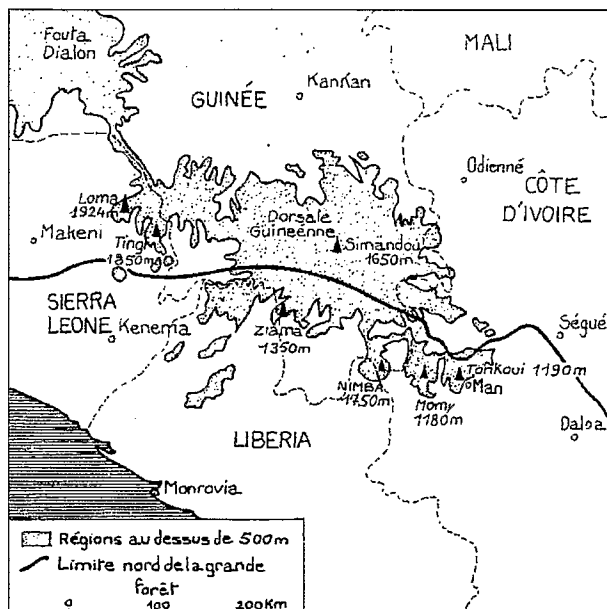 Fouta
Dialon
MALI
GUINÉE
Kankan
Odienné
CÔTE
D'IVOIRE
Loma
1924m
Makeni
Tingi
1850m
Dorsale
Guinéenne
Simandou
1650m.
SIERRA
LEONE
Kenema
Ziama
1350m
Séguéla
Tonkoui 1190m
Man
NIMBA
1750m
Momy
1180m
Daloa
LIBERIA
Monrovia
Régions au dessus de 500m
Limite nord de la grande
forêt
0 100 200Km